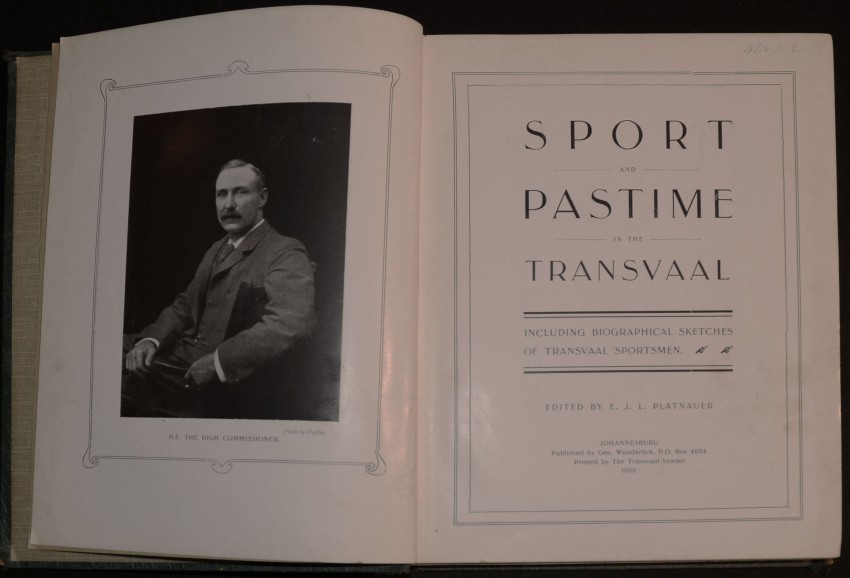 H.E. THE HIGH COMMISSIONER.
SPORT
AND
PASTIME
IN THE
TRANSVAAL
INCLUDING BIOGRAPHICAL SKETCHES
OF TRANSVAAL SPORTSMEN.
EDITED BY E. J. L. PLATNAUER
JOHANNESBURG
Published by Geo. Wunderlich, P.O. Box 4694
Printed by The Transvaal Leader